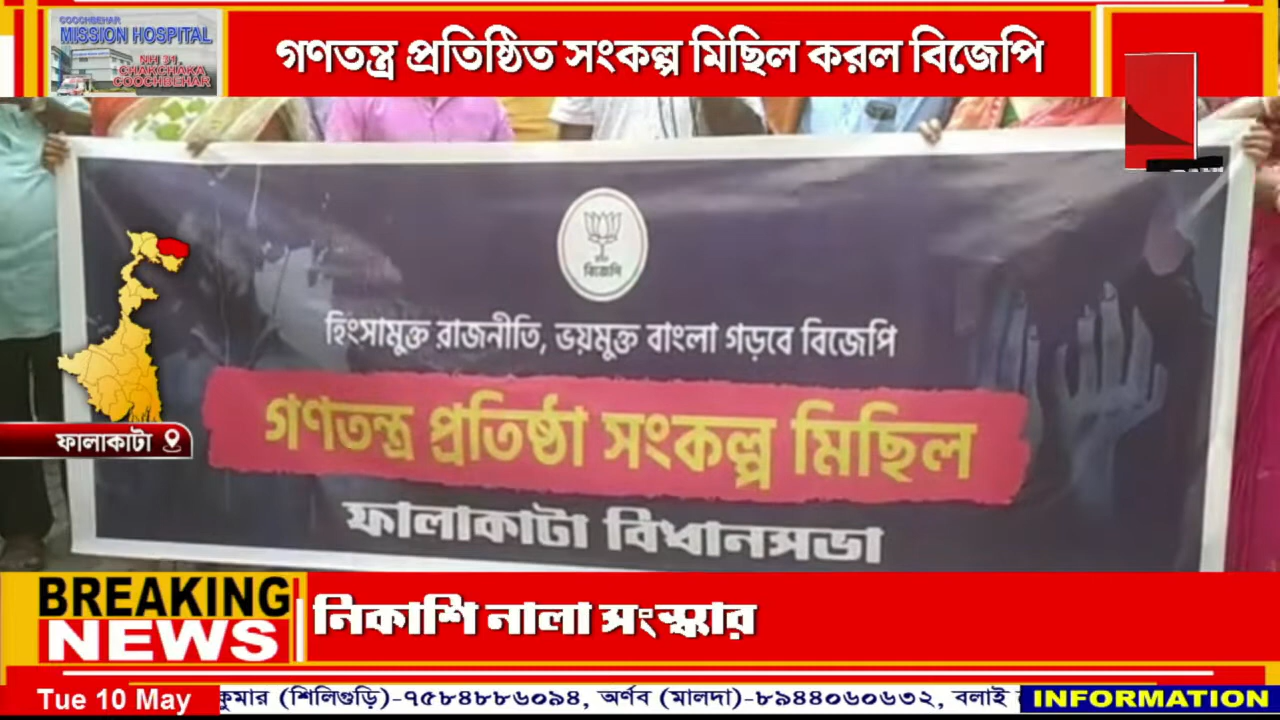 COOCHBEHAR
MISSION HOSPITAL
NH 31,
CHAKCHAKA
COOCHBEHAR
গণতন্ত্র প্রতিষ্ঠিত সংকল্প মিছিল করল বিজেপি
বিজেপি
হিংসামুক্ত রাজনীতি, ভয়মুক্ত বাংলা গড়বে বিজেপি
গণতন্ত্র প্রতিষ্ঠা সংকল্প মিছিল
ফালাকাটা বিধানসভা
ফালাকাটা
BREAKING
NEWS
নিকাশি নালা সংস্কার
Tue 10 May
কুমার (শিলিগুড়ি)-৭৫৮৪৮৮৬০৯৪, অর্ণব (মালদা)-৮৯৪৪০৬০৬৩২, বলাই
INFORMATION